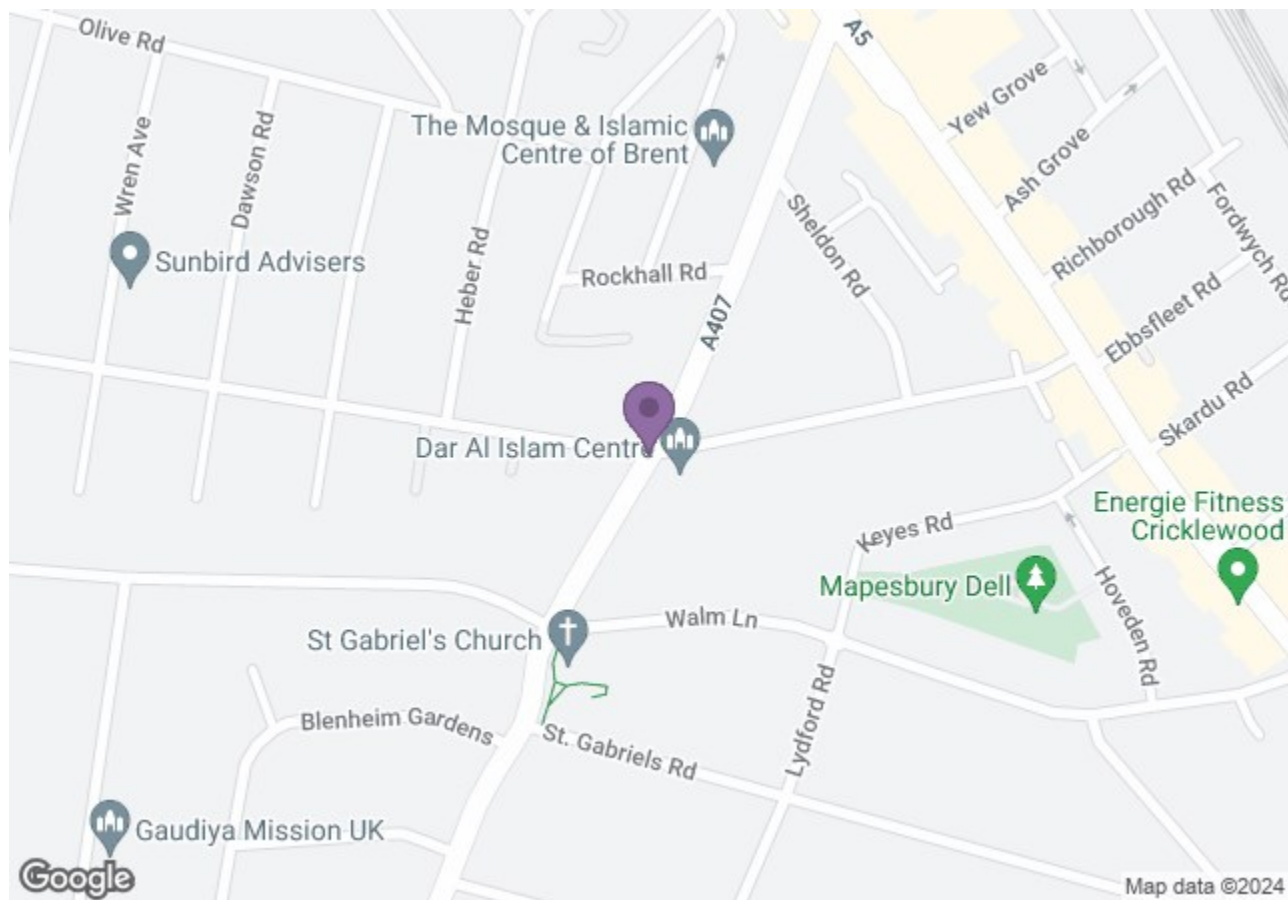 Olive Rd
A5
Yew Grove
The Mosque & Islamic
Centre of Brent
Wren Ave
Dawson Rd
Ash Grove
Richborough Rd
Fordwych Rd
Sheldon Rd
Heber Rd
Sunbird Advisers
Rockhall Rd
A407
Ebbsfleet Rd
Skardu Rd
Dar Al Islam Centre
Energie Fitness
Cricklewood
Keyes Rd
Mapesbury Dell
Hoveden Rd
Walm Ln
St Gabriel's Church
Lydford Rd
Blenheim Gardens
St. Gabriels Rd
Gaudiya Mission UK
Google
Map data ©2024